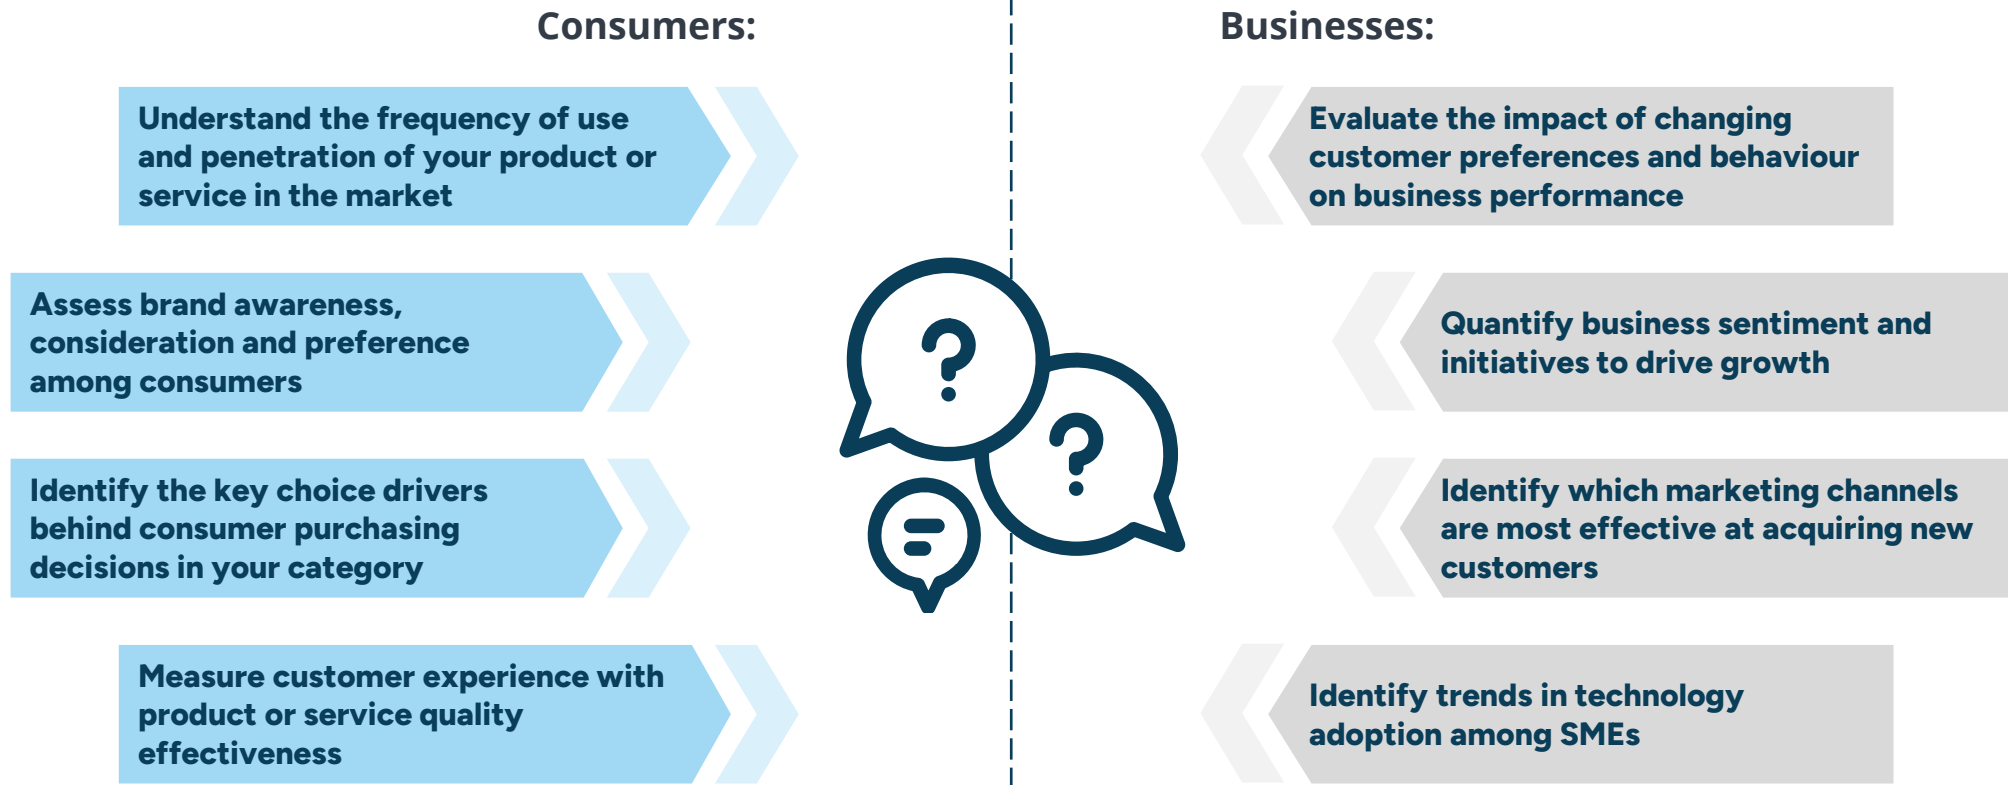 Consumers:
Understand the frequency of use
and penetration of your product or
service in the market
Assess brand awareness,
consideration and preference
among consumers
Identify the key choice drivers
behind consumer purchasing
decisions in your category
Measure customer experience with
product or service quality
effectiveness
Businesses:
Evaluate the impact of changing
customer preferences and behaviour
on business performance
Quantify business sentiment and
initiatives to drive growth
Identify which marketing channels
are most effective at acquiring new
customers
Identify trends in technology
adoption among SMEs